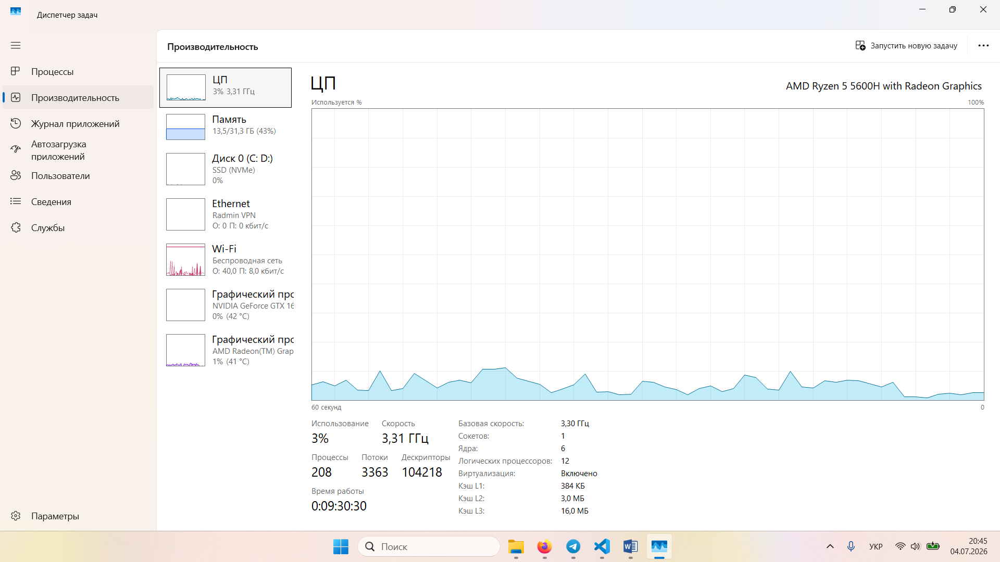 Диспетчер задач
Процессы
Производительность
Журнал приложений
Автозагрузка
приложений
Пользователи
Сведения
Службы
Параметры
Производительность
Запустить новую задачу
ЦП
3% 3,31 ГГц
Память
13,5/31,3 ГБ (43%)
Диск 0 (C: D:)
SSD (NVMe)
0%
Ethernet
Radmin VPN
О: 0 П: 0 кбит/с
Wi-Fi
Беспроводная сеть
О: 40,0 П: 8,0 кбит/с
Графический прс
NVIDIA GeForce GTX 16
0% (42 °C)
Графический прс
AMD Radeon(TM) Grap
1% (41 °C)
ЦП
AMD Ryzen 5 5600H with Radeon Graphics
Используется %
100%
60 секунд
0
Использование
3%
Скорость
3,31 ГГц
Процессы
208
Потоки
3363
Дескрипторы
104218
Время работы
0:09:30:30
Базовая скорость: 3,30 ГГц
Сокетов: 1
Ядра: 6
Логических процессоров: 12
Виртуализация: Включено
Кэш L1: 384 КБ
Кэш L2: 3,0 МБ
Кэш L3: 16,0 МБ
Поиск
W
УКР
20:45
04.07.2026